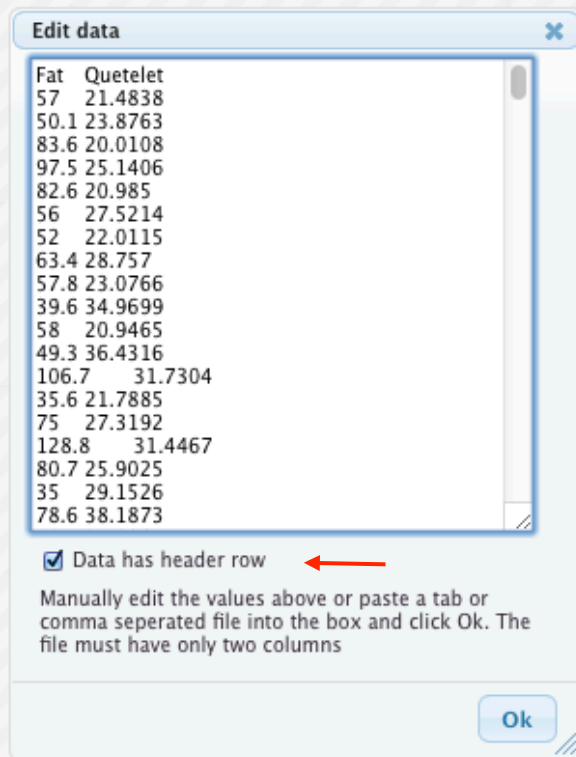 Edit data
Fat Quetelet
57 21.4838
50.1 23.8763
83.6 20.0108
97.5 25.1406
82.6 20.985
56 27.5214
52 22.0115
63.4 28.757
57.8 23.0766
39.6 34.9699
58 20.9465
49.3 36.4316
106.7 31.7304
35.6 21.7885
75 27.3192
128.8 31.4467
80.7 25.9025
35 29.1526
78.6 38.1873
Data has header row
Manually edit the values above or paste a tab or
comma seperated file into the box and click Ok. The
file must have only two columns
Ok